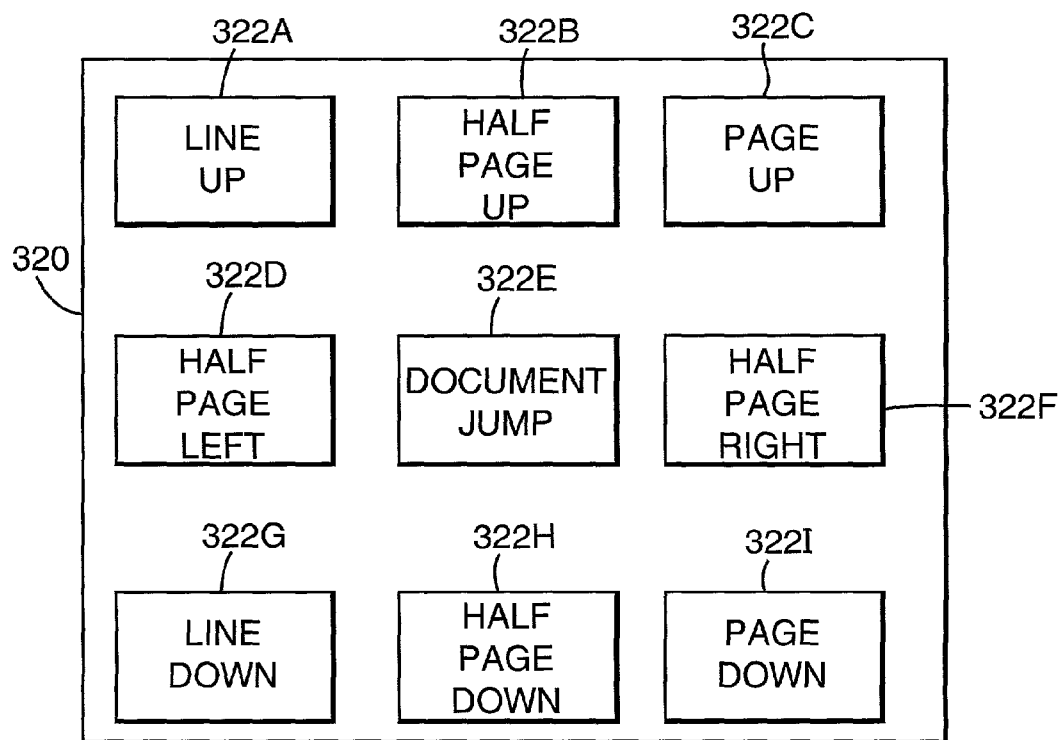 322A
322B
322C
LINE
UP
HALF
PAGE
UP
PAGE
UP
320
322D
322E
HALF
PAGE
LEFT
DOCUMENT
JUMP
HALF
PAGE
RIGHT
322F
322G
322H
322I
LINE
DOWN
HALF
PAGE
DOWN
PAGE
DOWN